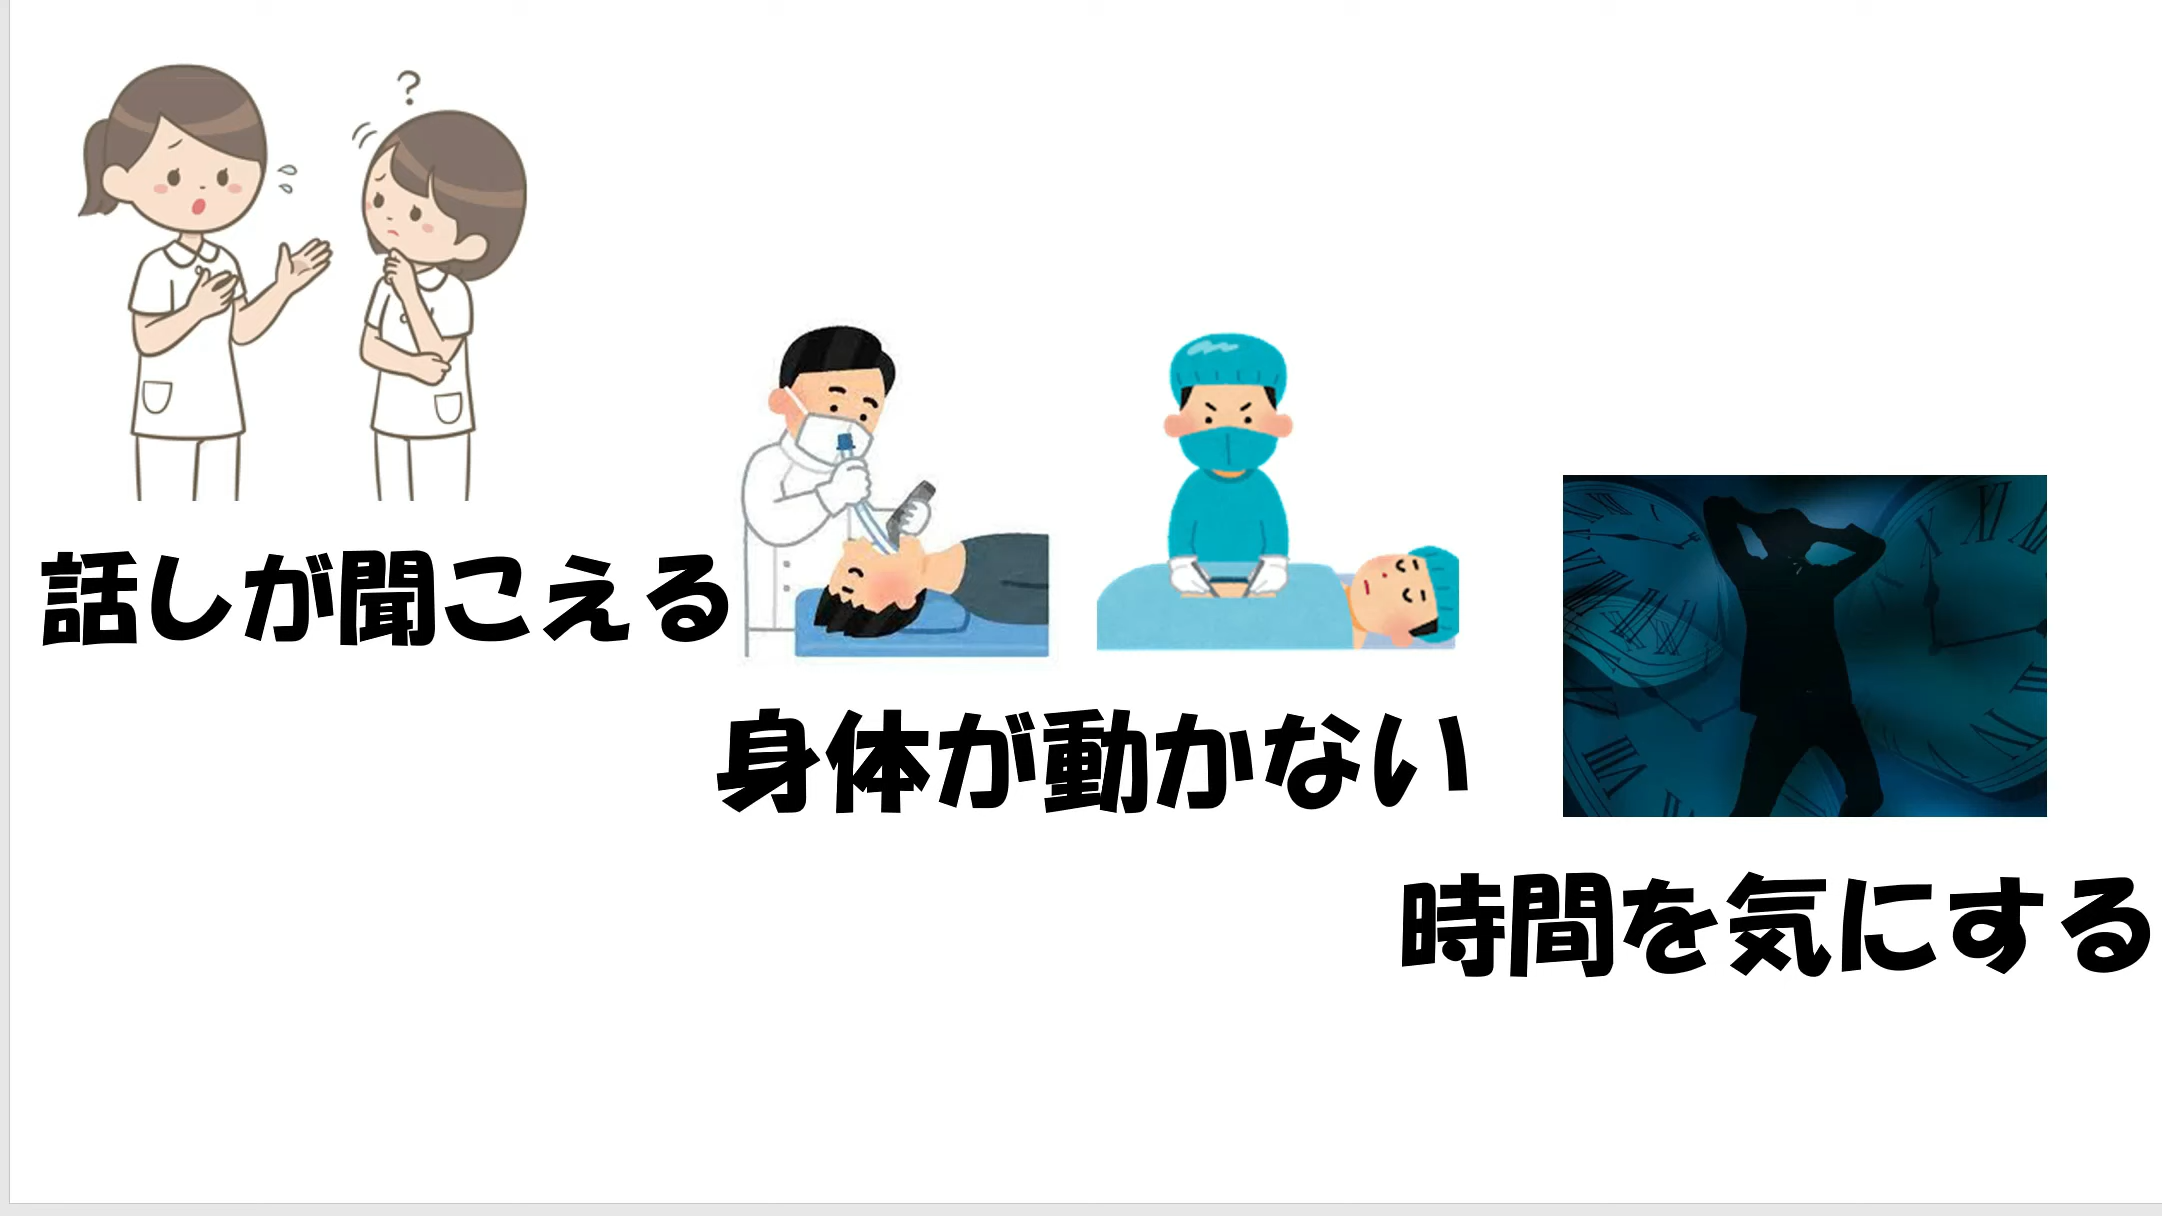 ?
話しが聞こえる
身体が動かない
時間を気にする